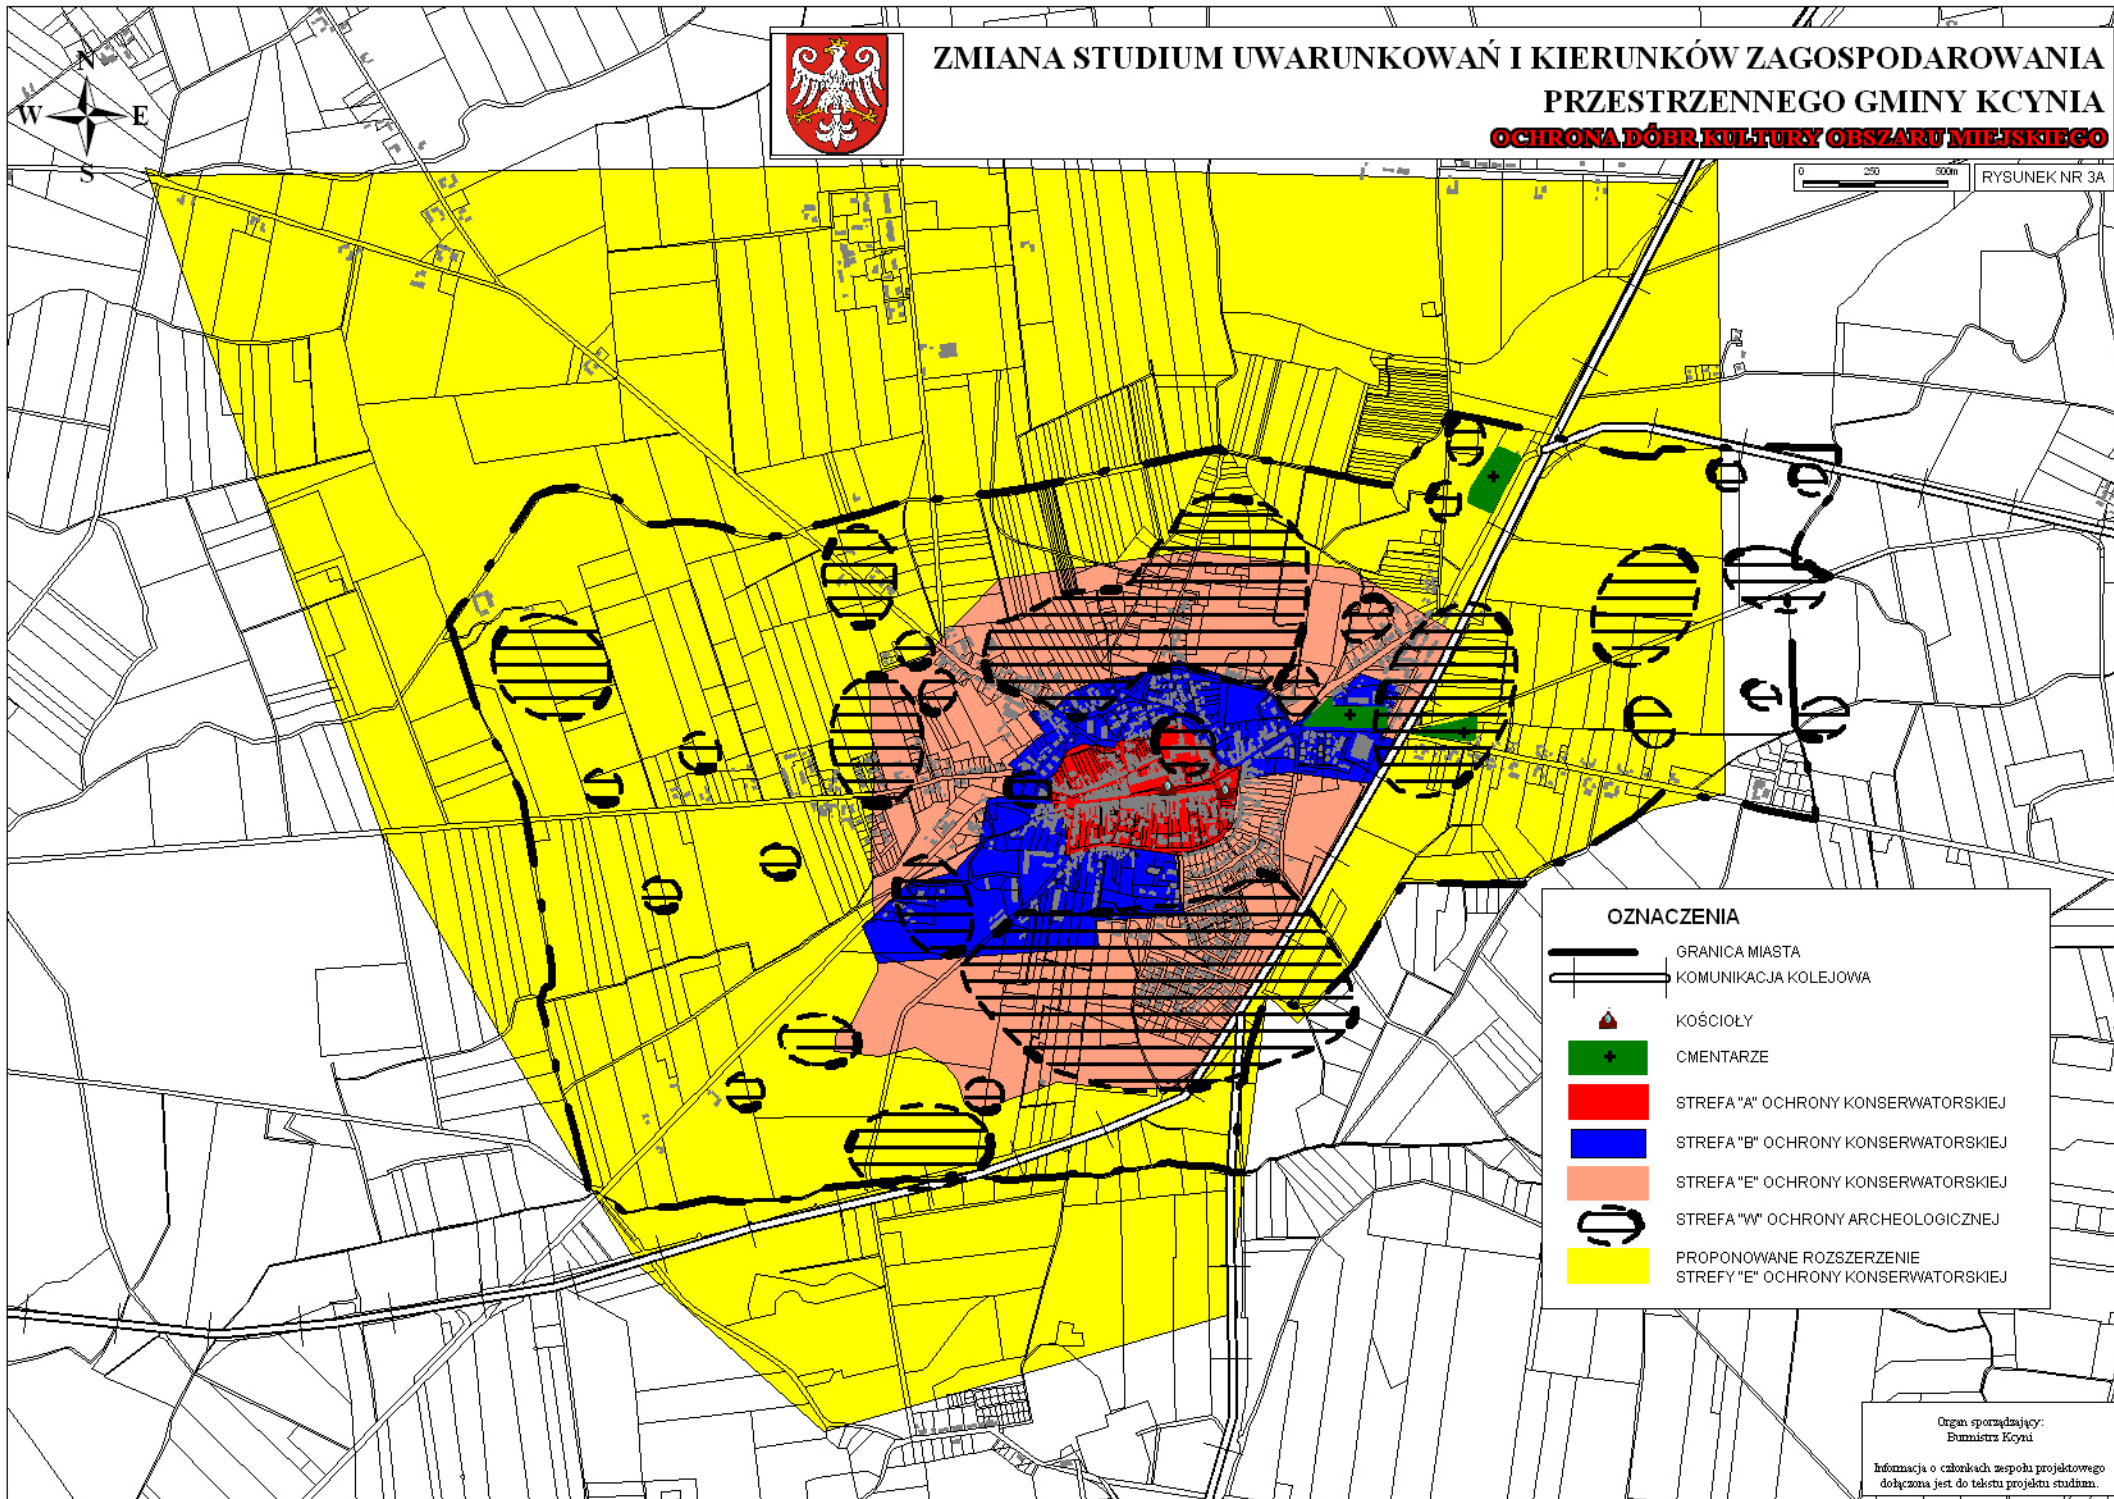 N
W E
S
ZMIANA STUDIUM UWARUNKOWAŃ I KIERUNKÓW ZAGOSPODAROWANIA
PRZESTRZENNEGO GMINY KCYNIA
OCHRONA DÓBR KULTURY OBSZARU MIEJSKIEGO
0 250 500m
RYSUNEK NR 3A
OZNACZENIA
GRANICA MIASTA
KOMUNIKACJA KOLEJOWA
KOŚCIOŁY
CMENTARZE
STREFA "A" OCHRONY KONSERWATORSKIEJ
STREFA "B" OCHRONY KONSERWATORSKIEJ
STREFA "E" OCHRONY KONSERWATORSKIEJ
STREFA "W" OCHRONY ARCHEOLOGICZNEJ
PROPONOWANE ROZSZERZENIE
STREFY "E" OCHRONY KONSERWATORSKIEJ
Organ sporządzający:
Burmistrz Kcyni
Informacja o członkach zespołu projektowego
dołączona jest do tekstu projektu studium.